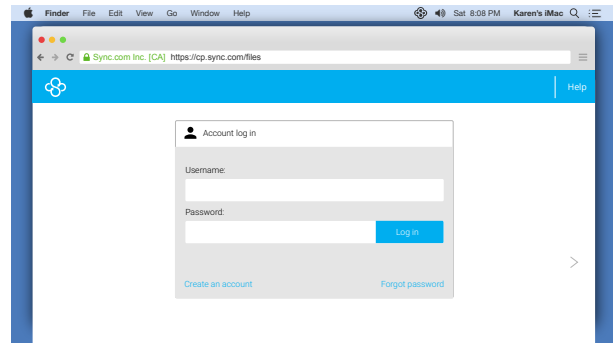 Finder File Edit View Go Window Help Sat 8:08 PM Karen's iMac
Sync.com Inc. [CA] https://cp.sync.com/files
Help
Account log in
Username:
Password:
Log in
Create an account Forgot password